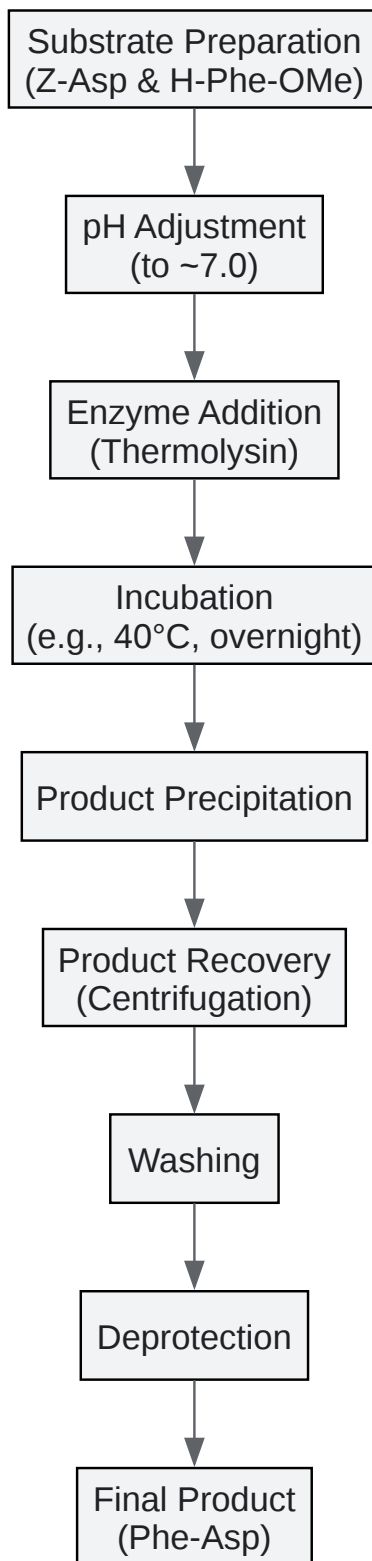 Substrate Preparation
(Z-Asp & H-Phe-OMe)
pH Adjustment
(to ~7.0)
Enzyme Addition
(Thermolysin)
Incubation
(e.g., 40°C, overnight)
Product Precipitation
Product Recovery
(Centrifugation)
Washing
Deprotection
Final Product
(Phe-Asp)